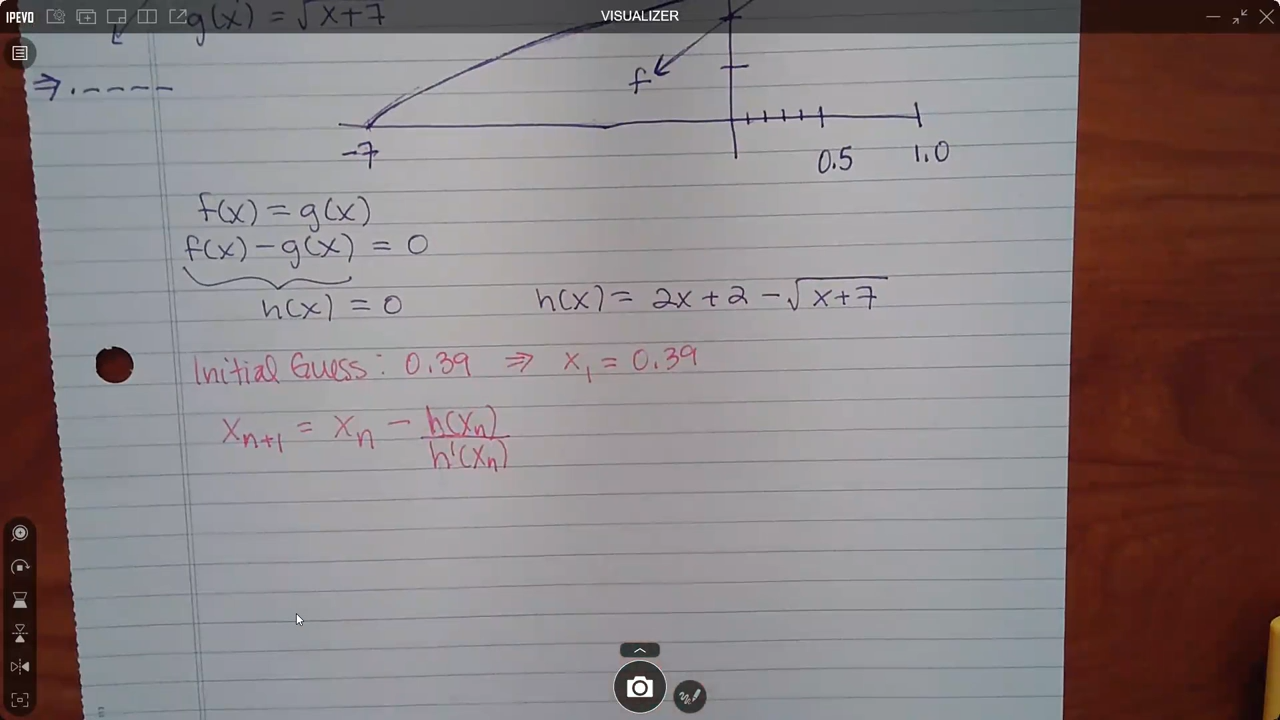 IPEVO
VISUALIZER
g(x) = √x+7
⇒ . – – – –
f
-7
0.5
1.0
f(x) = g(x)
f(x) – g(x) = 0
h(x) = 0
h(x) = 2x + 2 – √x+7
Initial Guess: 0.39 ⇒ x₁ = 0.39
xₙ₊₁ = xₙ – h(xₙ)/h'(xₙ)